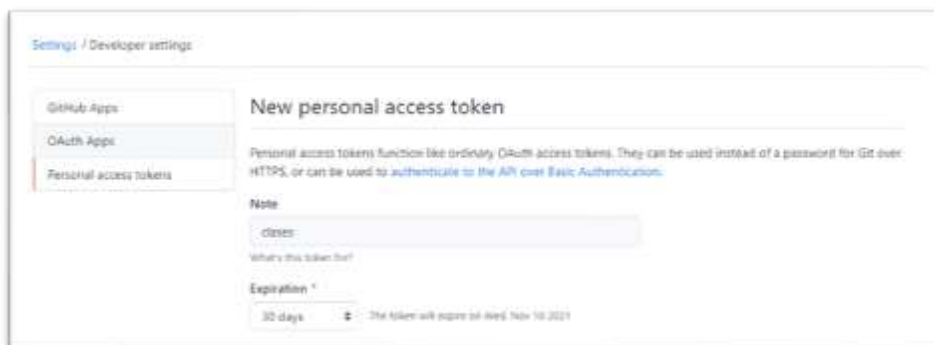 Settings / Developer settings
GitHub Apps
OAuth Apps
Personal access tokens
New personal access token
Personal access tokens function like ordinary OAuth access tokens. They can be used instead of a password for Git over
HTTPS, or can be used to authenticate to the API over Basic Authentication.
Note
clases
What's this token for?
Expiration *
30 days
The token will expire on Wed, Nov 10 2021